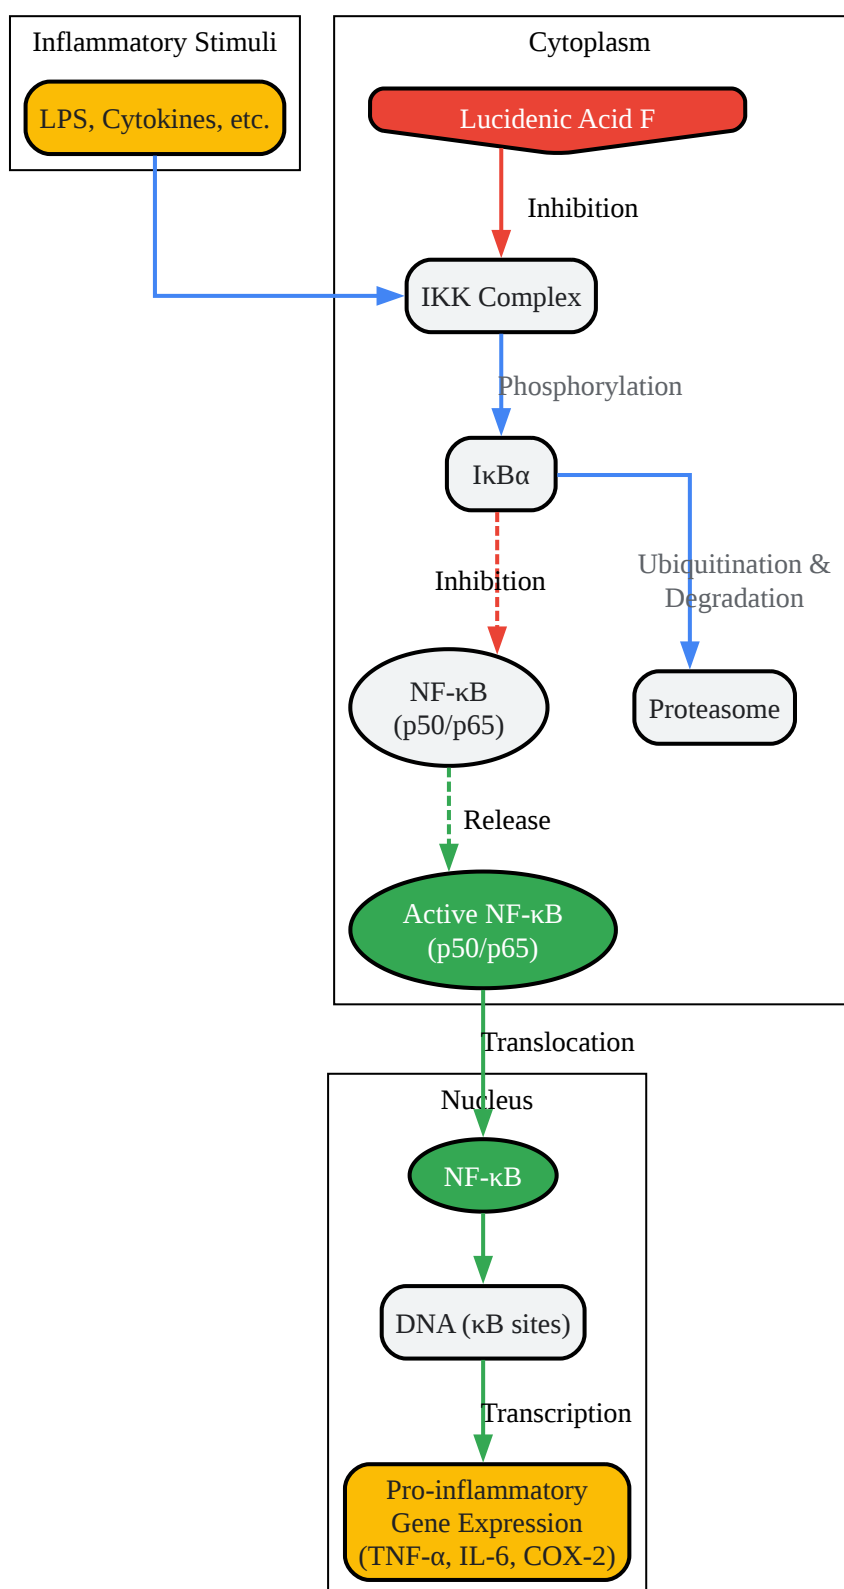 Inflammatory Stimuli
LPS, Cytokines, etc.
Cytoplasm
Lucidenic Acid F
Inhibition
IKK Complex
Phosphorylation
IκBα
Inhibition
Ubiquitination &
Degradation
NF-κB
(p50/p65)
Proteasome
Release
Active NF-κB
(p50/p65)
Translocation
Nucleus
NF-κB
DNA (κB sites)
Transcription
Pro-inflammatory
Gene Expression
(TNF-α, IL-6, COX-2)